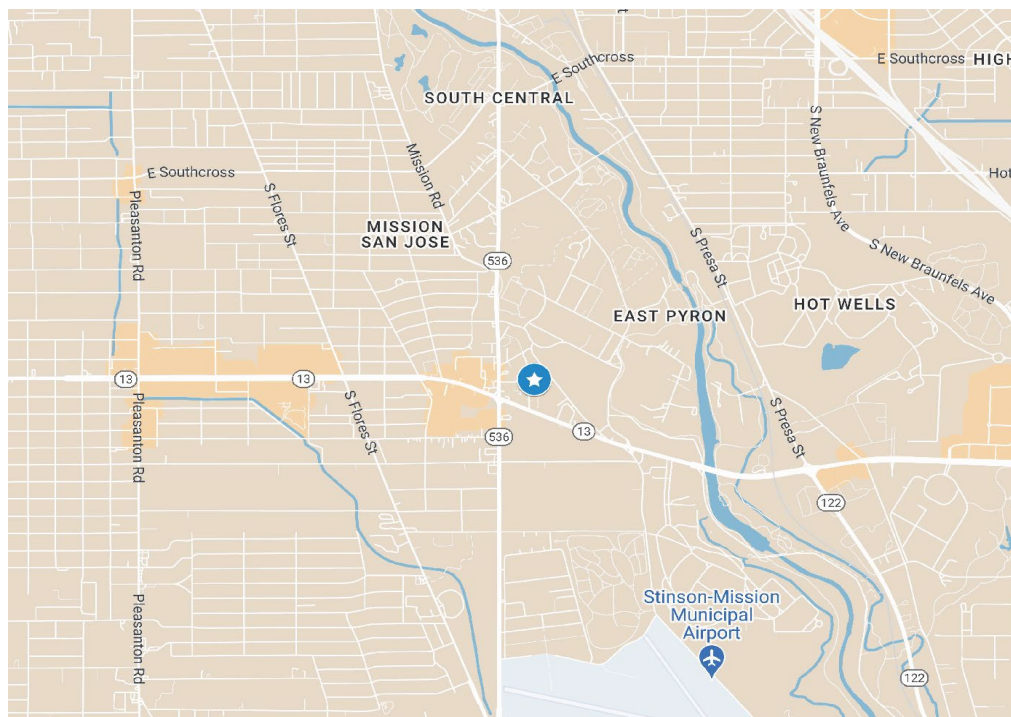 E Southcross
E Southcross
HIGH
SOUTH CENTRAL
S New Braunfels Ave
Mission Rd
E Southcross
Hot
S Flores St
Pleasanton Rd
MISSION
SAN JOSE
S Presa St
S New Braunfels Ave
536
HOT WELLS
EAST PYRON
13
13
S Flores St
Pleasanton Rd
S Presa St
13
536
122
Stinson-Mission
Municipal
Airport
Pleasanton Rd
122